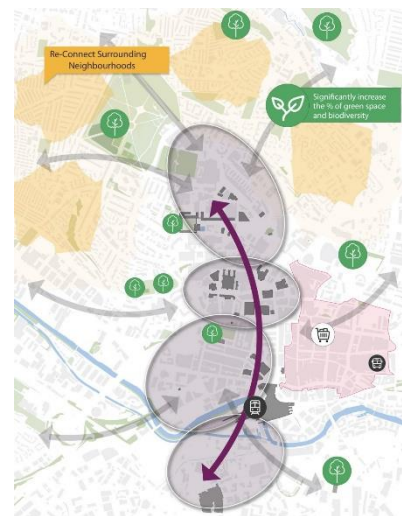 Re-Connect Surrounding
Neighbourhoods
Significantly increase
the % of green space
and biodiversity